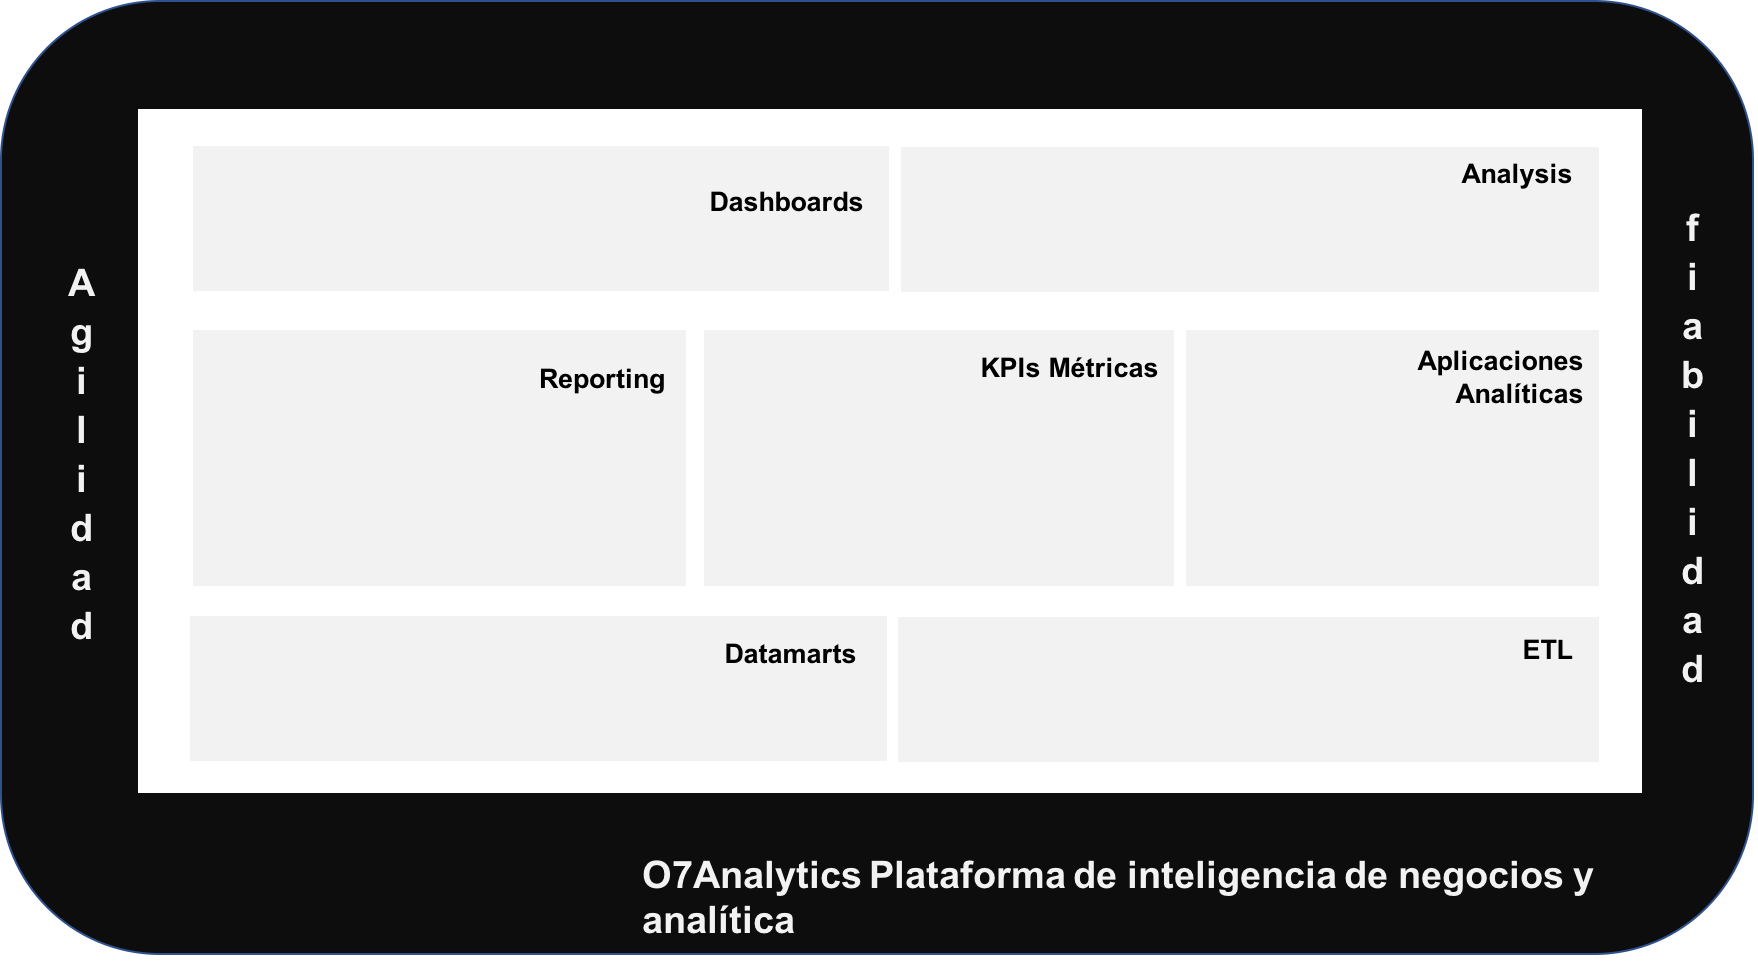 Dashboards
Analysis
Reporting
KPIs Métricas
Aplicaciones
Analíticas
Datamarts
ETL
Agilidad
fiabilidad
O7Analytics Plataforma de inteligencia de negocios y
analítica